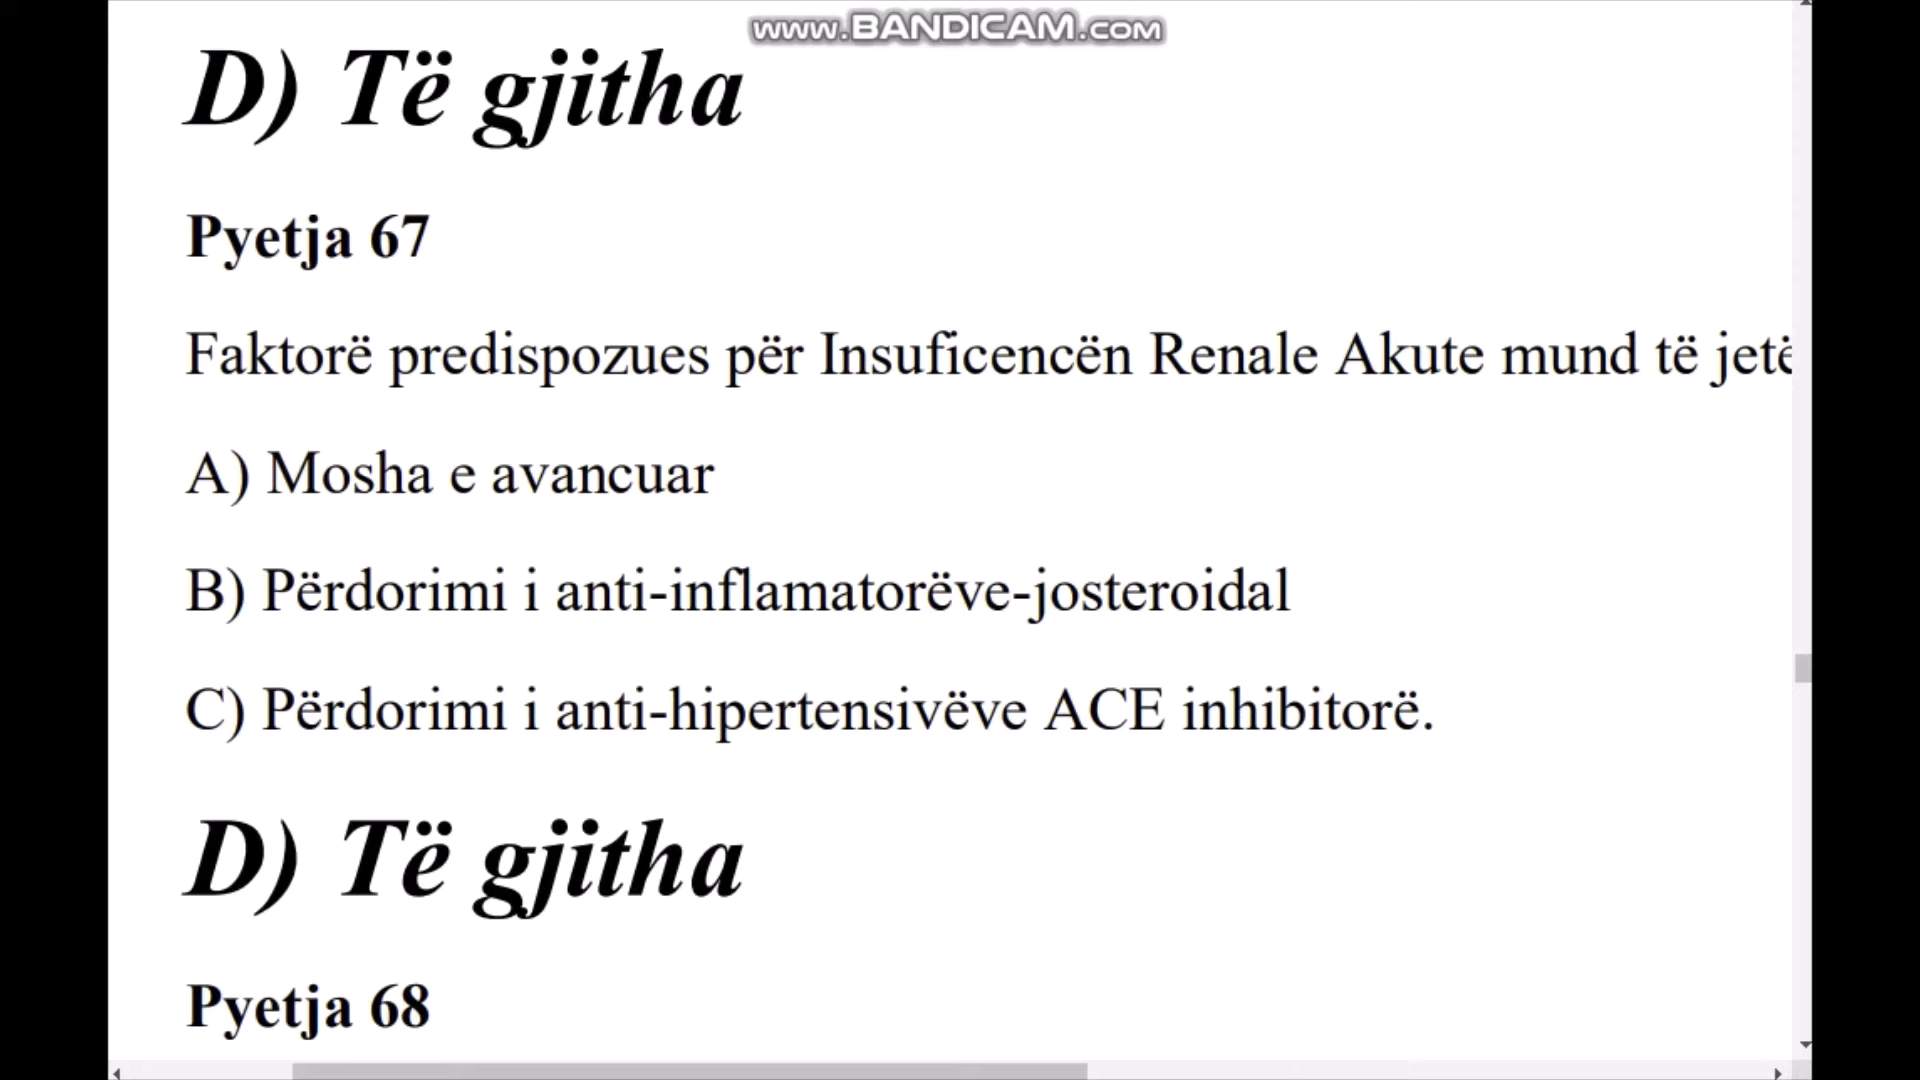 www.BANDICAM.com
D) Të gjitha
Pyetja 67
Faktorë predispozues për Insuficencën Renale Akute mund të jetë
A) Mosha e avancuar
B) Përdorimi i anti-inflamatorëve-josteroidal
C) Përdorimi i anti-hipertensivëve ACE inhibitorë.
D) Të gjitha
Pyetja 68